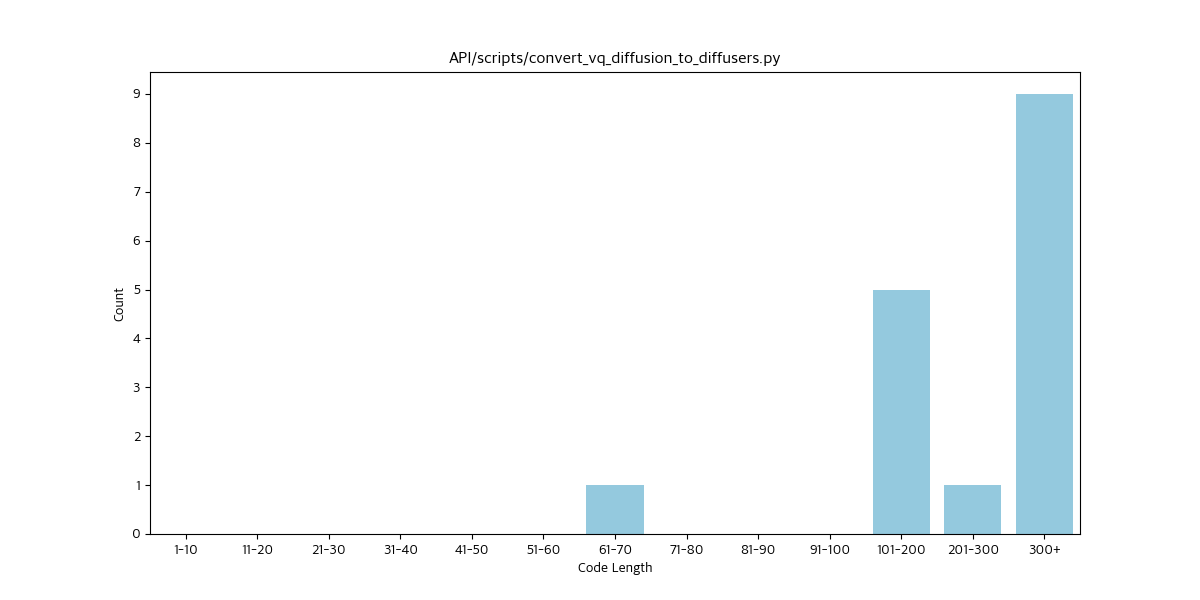 API/scripts/convert_vq_diffusion_to_diffusers.py
9
8
7
6
5
4
3
2
1
0
Count
1-10 11-20 21-30 31-40 41-50 51-60 61-70 71-80 81-90 91-100 101-200 201-300 300+
Code Length